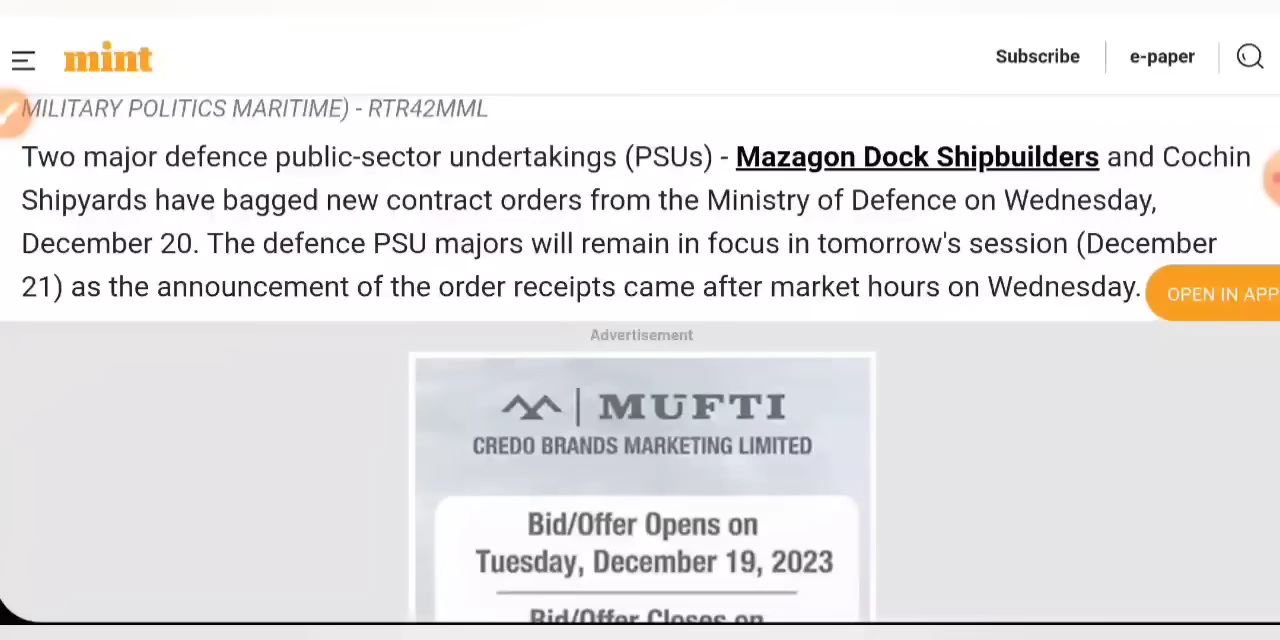 mint
Subscribe
e-paper
MILITARY POLITICS MARITIME) - RTR42MML
Two major defence public-sector undertakings (PSUs) - Mazagon Dock Shipbuilders and Cochin
Shipyards have bagged new contract orders from the Ministry of Defence on Wednesday,
December 20. The defence PSU majors will remain in focus in tomorrow's session (December
21) as the announcement of the order receipts came after market hours on Wednesday.
OPEN IN APP
Advertisement
MUFTI
CREDO BRANDS MARKETING LIMITED
Bid/Offer Opens on
Tuesday, December 19, 2023
Bid/Offer Closes on